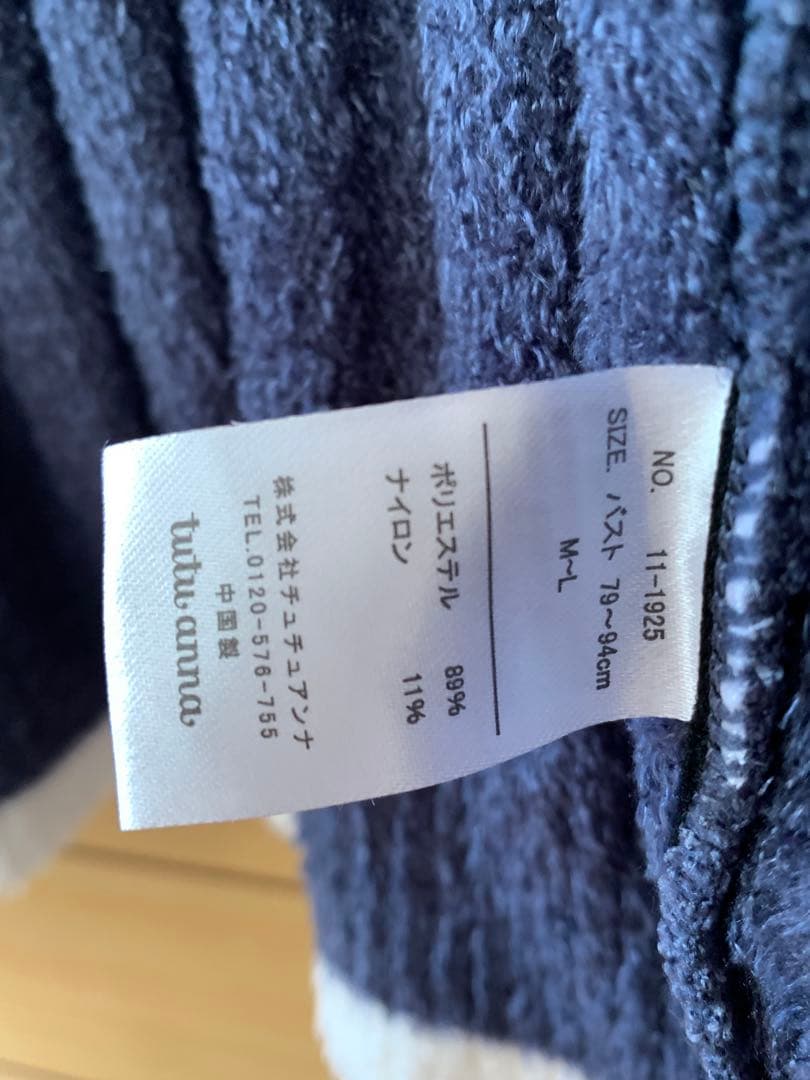 NO. 11-1925
SIZE. バスト 79～94cm
M~L
ポリエステル 89%
ナイロン 11%
株式会社チュチュアンナ
TEL.0120-576-755
中国製
tutu anna